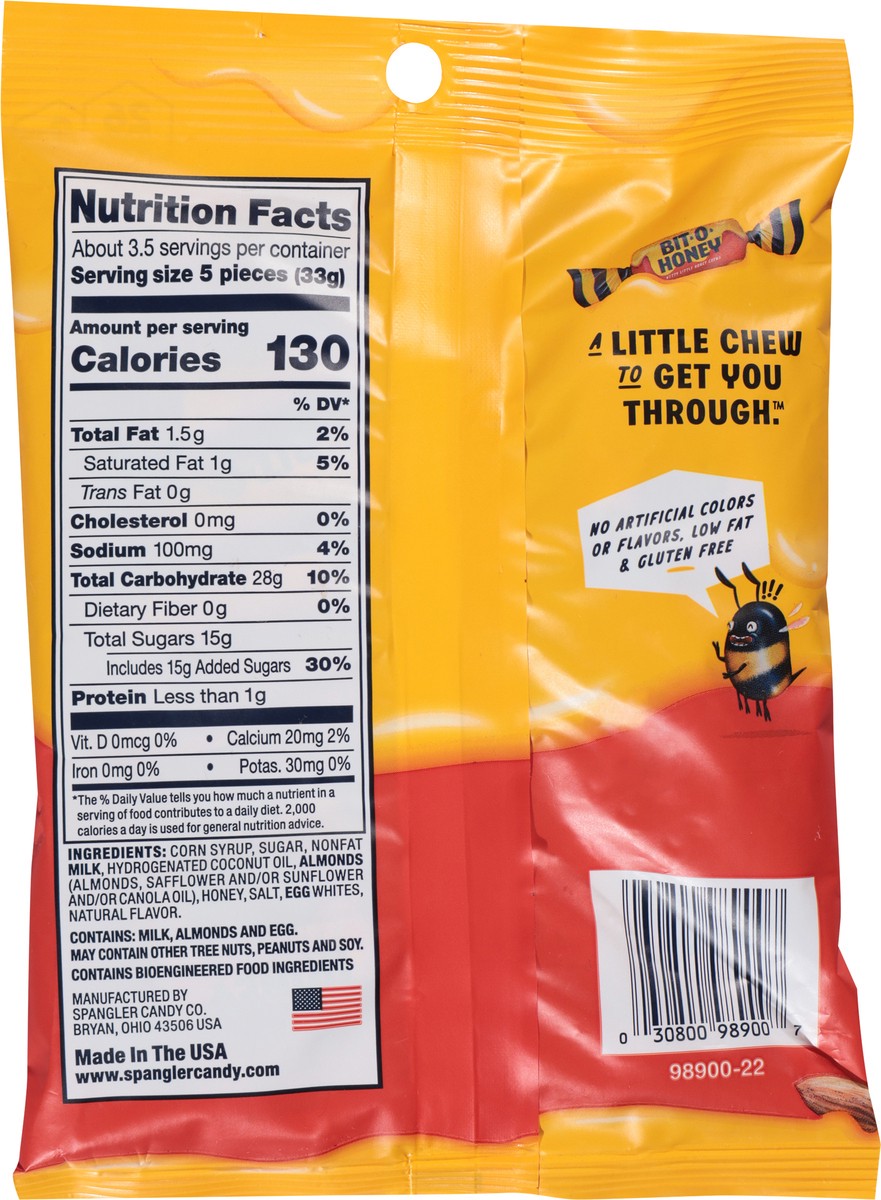 Nutrition Facts
About 3.5 servings per container
Serving size 5 pieces (33g)
Amount per serving
Calories 130
% DV*
Total Fat 1.5g 2%
Saturated Fat 1g 5%
Trans Fat 0g
Cholesterol 0mg 0%
Sodium 100mg 4%
Total Carbohydrate 28g 10%
Dietary Fiber 0g 0%
Total Sugars 15g
Includes 15g Added Sugars 30%
Protein Less than 1g
Vit. D 0mcg 0% • Calcium 20mg 2%
Iron 0mg 0% • Potas. 30mg 0%
*The % Daily Value tells you how much a nutrient in a
serving of food contributes to a daily diet. 2,000
calories a day is used for general nutrition advice.
INGREDIENTS: CORN SYRUP, SUGAR, NONFAT
MILK, HYDROGENATED COCONUT OIL, ALMONDS
(ALMONDS, SAFFLOWER AND/OR SUNFLOWER
AND/OR CANOLA OIL), HONEY, SALT, EGG WHITES,
NATURAL FLAVOR.
CONTAINS: MILK, ALMONDS AND EGG.
MAY CONTAIN OTHER TREE NUTS, PEANUTS AND SOY.
CONTAINS BIOENGINEERED FOOD INGREDIENTS
MANUFACTURED BY
SPANGLER CANDY CO.
BRYAN, OHIO 43506 USA
Made In The USA
www.spanglercandy.com
BIT-O-
HONEY
A LITTLE CHEW
TO GET YOU
THROUGH.™
NO ARTIFICIAL COLORS
OR FLAVORS, LOW FAT
& GLUTEN FREE
!!!
0 30800 98900 7
98900-22